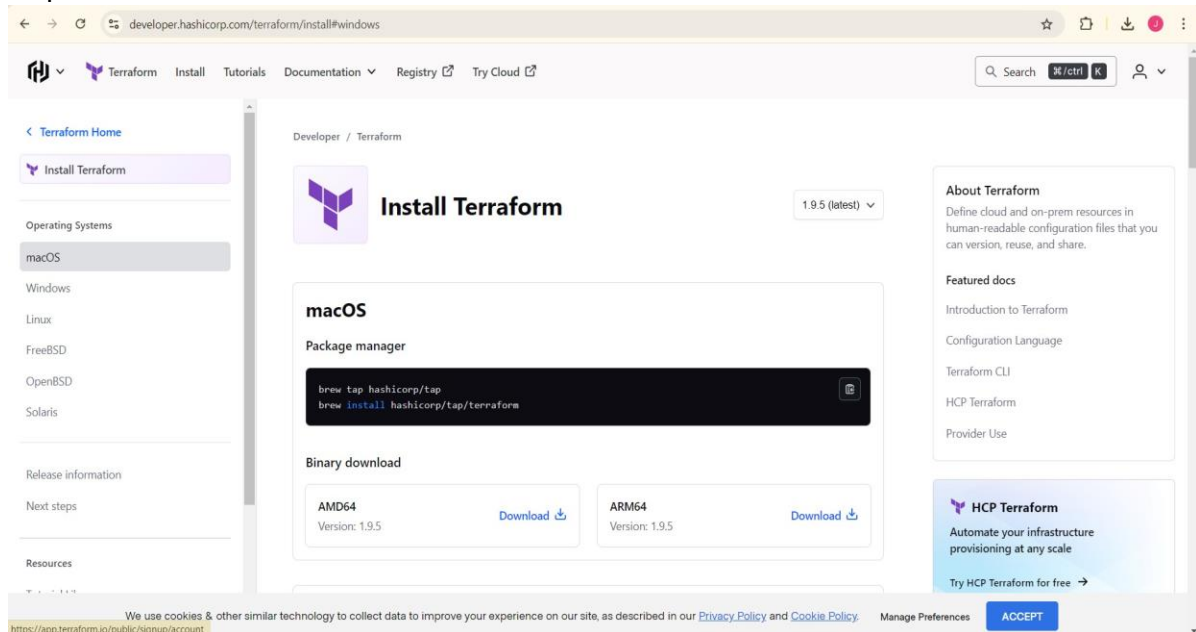 developer.hashicorp.com/terraform/install#windows
Terraform Install Tutorials Documentation Registry Try Cloud
Search ⌘/ctrl K
Terraform Home
Install Terraform
Operating Systems
macOS
Windows
Linux
FreeBSD
OpenBSD
Solaris
Release information
Next steps
Resources
Developer / Terraform
Install Terraform
1.9.5 (latest)
macOS
Package manager
brew tap hashicorp/tap
brew install hashicorp/tap/terraform
Binary download
AMD64
Version: 1.9.5
Download
ARM64
Version: 1.9.5
Download
About Terraform
Define cloud and on-prem resources in
human-readable configuration files that you
can version, reuse, and share.
Featured docs
Introduction to Terraform
Configuration Language
Terraform CLI
HCP Terraform
Provider Use
HCP Terraform
Automate your infrastructure
provisioning at any scale
Try HCP Terraform for free →
We use cookies & other similar technology to collect data to improve your experience on our site, as described in our Privacy Policy and Cookie Policy.
Manage Preferences
ACCEPT
https://app.terraform.io/public/signup/account